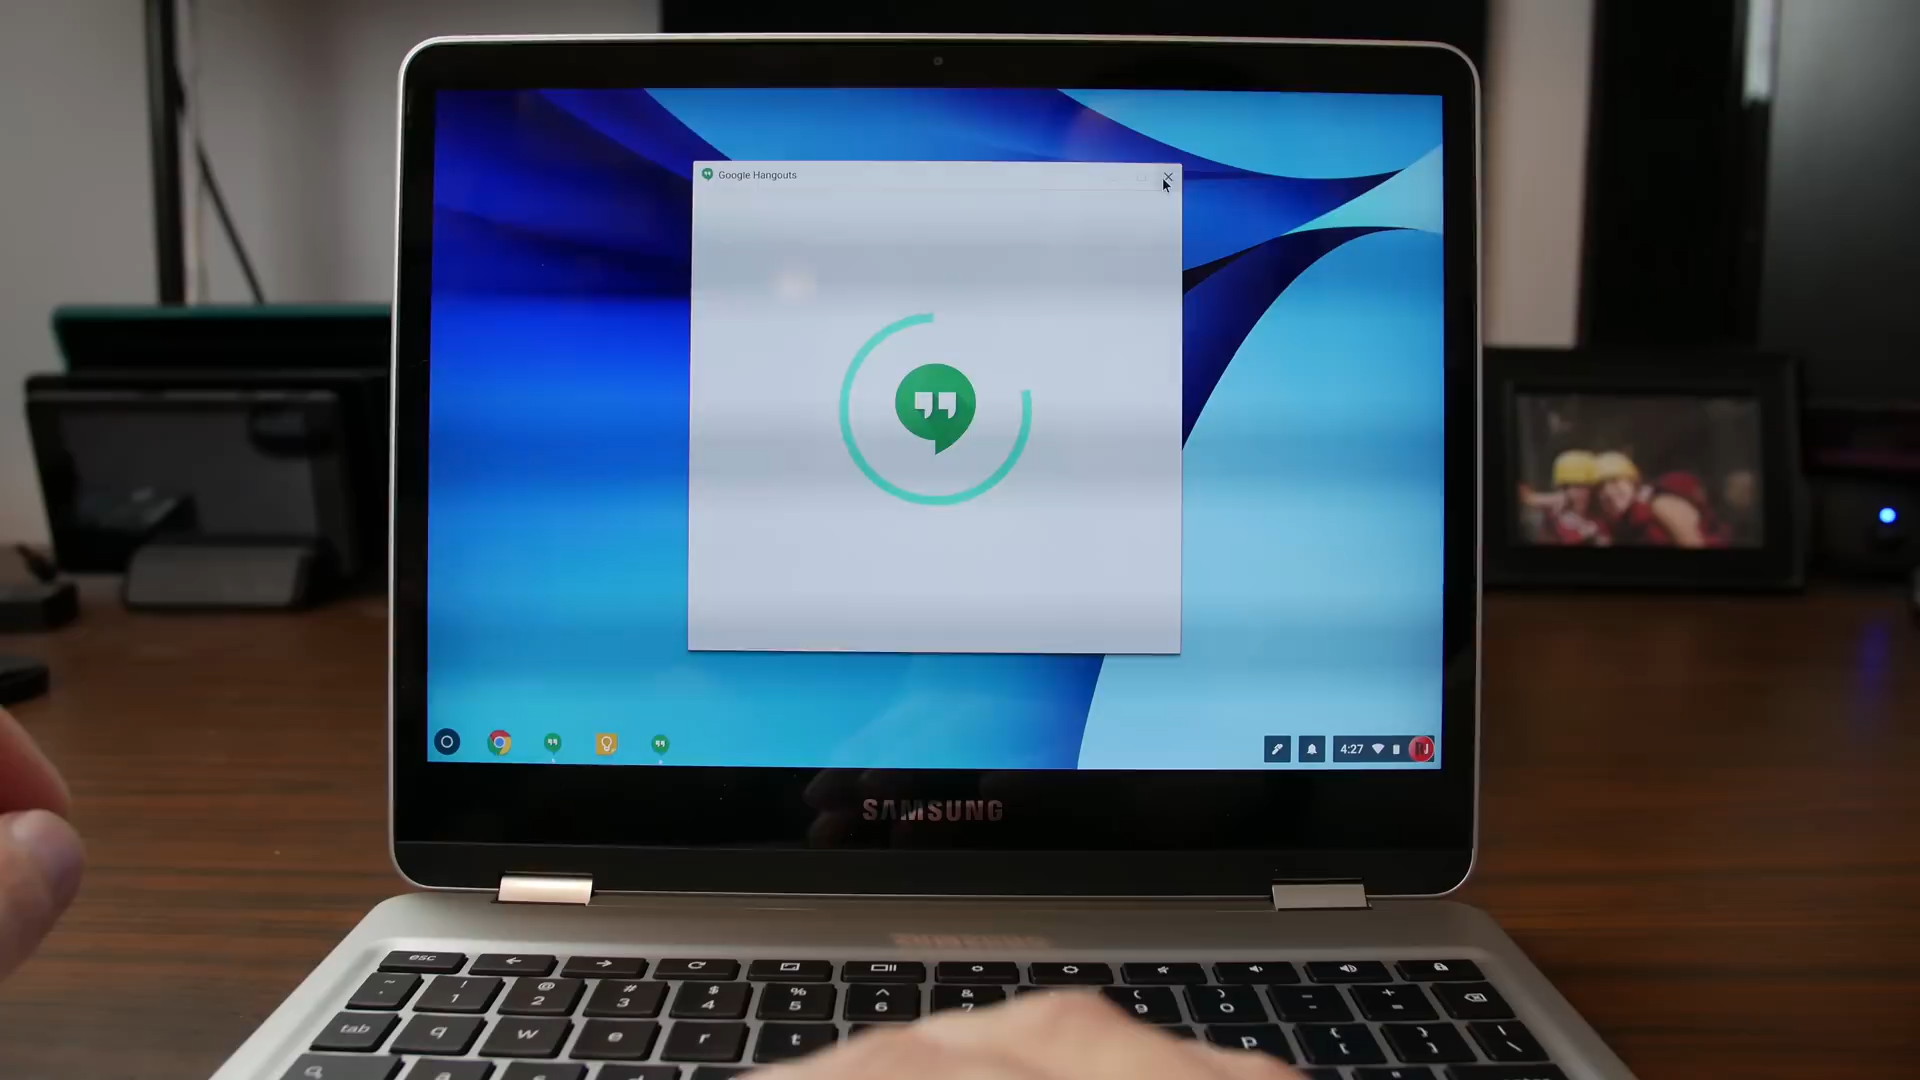 Google Hangouts
4:27
SAMSUNG
esc
~ ! @ # $ % ^ & ( ) - +
1 2 3 4 5 6 7 9 0 - =
tab q w e r t p { }
[ ] \